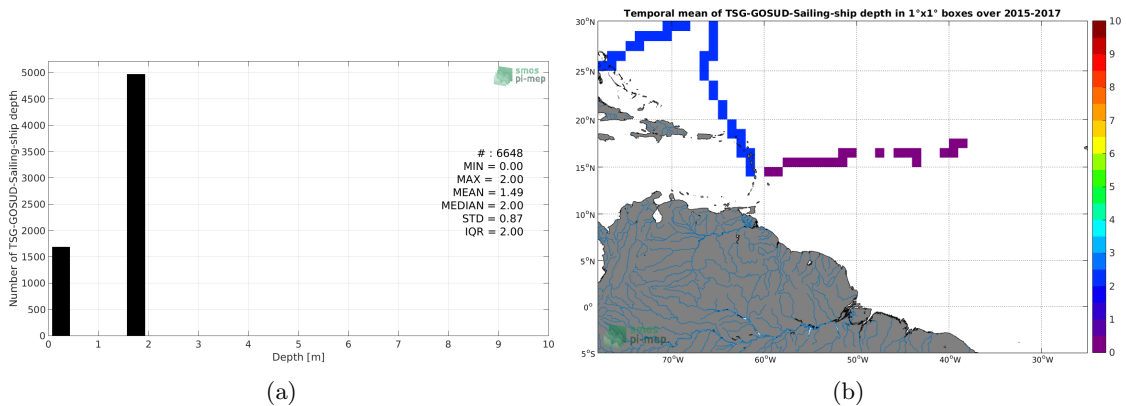 5000
4500
4000
3500
3000
2500
2000
1500
1000
500
0
Number of TSG-GOSUD-Sailing-ship depth
0 1 2 3 4 5 6 7 8 9 10
Depth [m]
smos
pi-mep
# : 6648
MIN = 0.00
MAX = 2.00
MEAN = 1.49
MEDIAN = 2.00
STD = 0.87
IQR = 2.00
(a)
Temporal mean of TSG-GOSUD-Sailing-ship depth in 1°x1° boxes over 2015-2017
30°N
25°N
20°N
15°N
10°N
5°N
0°
5°S
70°W 60°W 50°W 40°W 30°W
smos
pi-mep
10
9
8
7
6
5
4
3
2
1
0
(b)